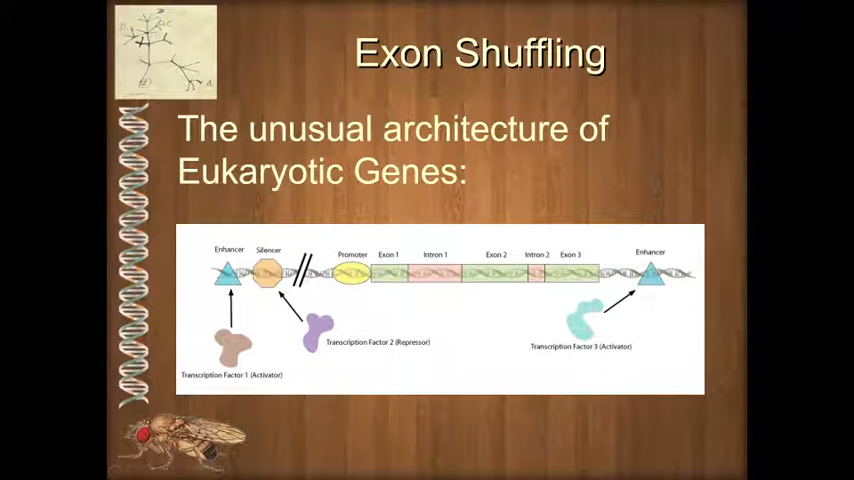 Exon Shuffling
The unusual architecture of
Eukaryotic Genes:
Enhancer
Silencer
Promoter
Exon 1
Intron 1
Exon 2
Intron 2
Exon 3
Enhancer
Transcription Factor 2 (Repressor)
Transcription Factor 3 (Activator)
Transcription Factor 1 (Activator)